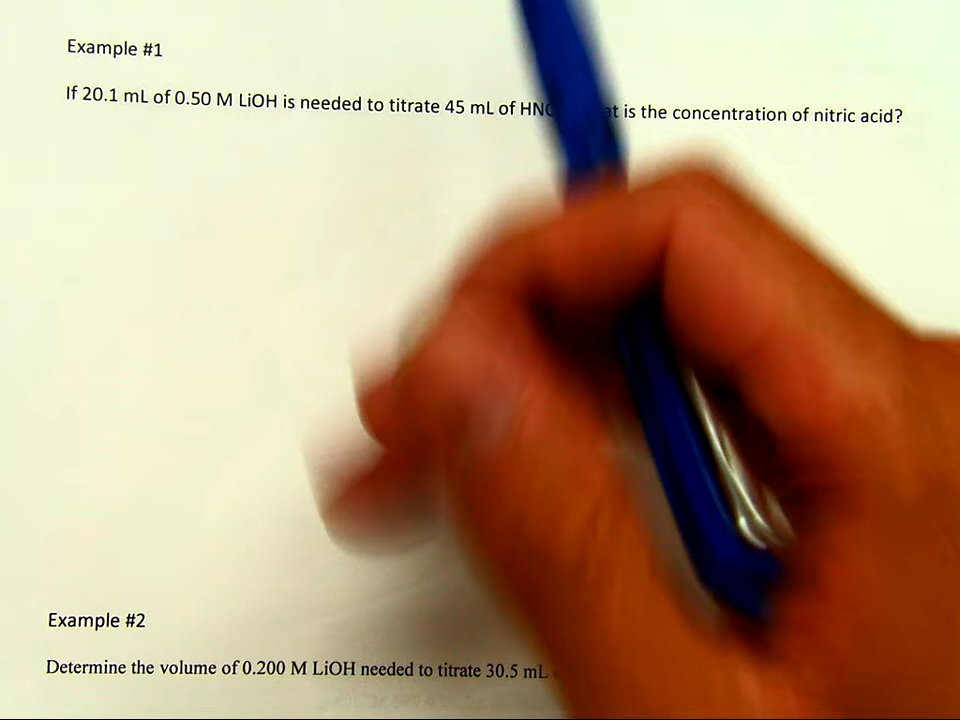 Example #1
If 20.1 mL of 0.50 M LiOH is needed to titrate 45 mL of is the concentration of nitric acid?
Example #2
Determine the volume of 0.200 M LiOH needed to titrate 30.5 mL